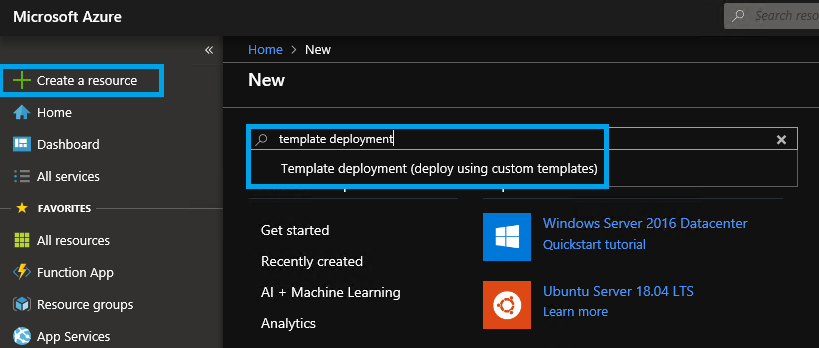 Microsoft Azure
Search reso
«
Create a resource
Home
Dashboard
All services
FAVORITES
All resources
Function App
Resource groups
App Services
Home > New
New
template deployment
Template deployment (deploy using custom templates)
Get started
Recently created
AI + Machine Learning
Analytics
Windows Server 2016 Datacenter
Quickstart tutorial
Ubuntu Server 18.04 LTS
Learn more